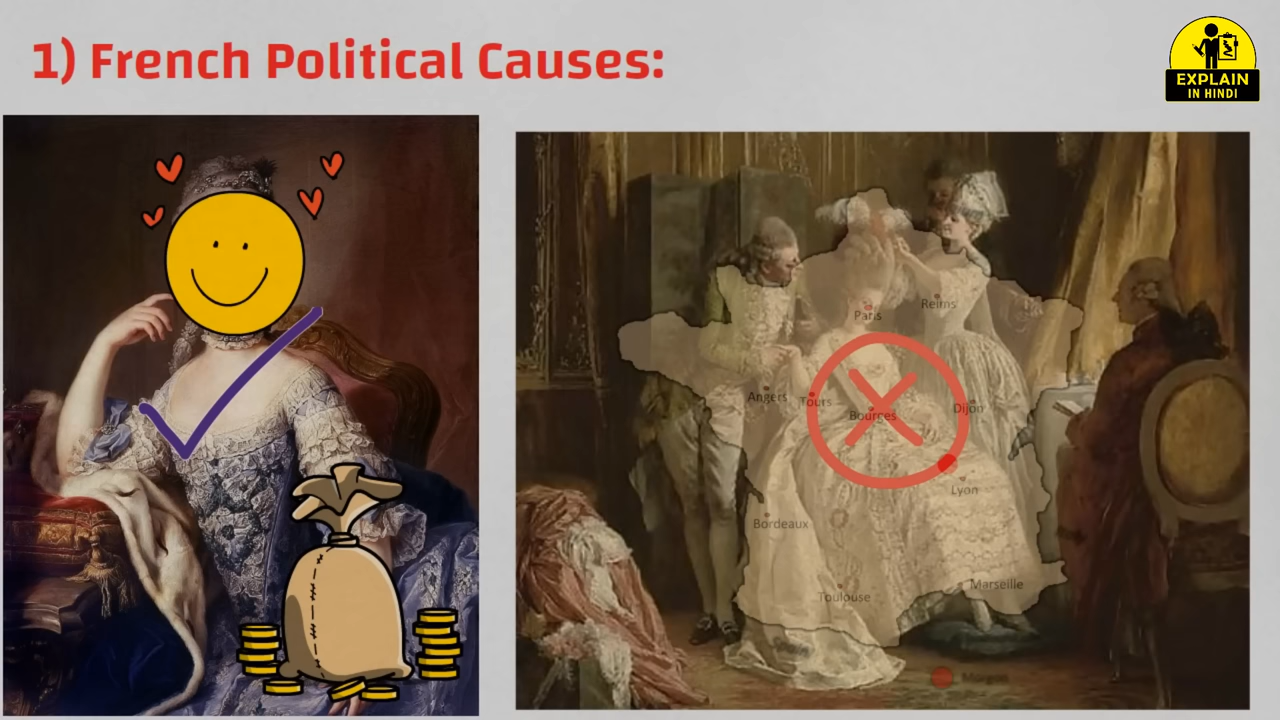 1) French Political Causes:
EXPLAIN
IN HINDI
Reims
Paris
Angers
Tours
Bourges
Dijon
Lyon
Bordeaux
Marseille
Toulouse